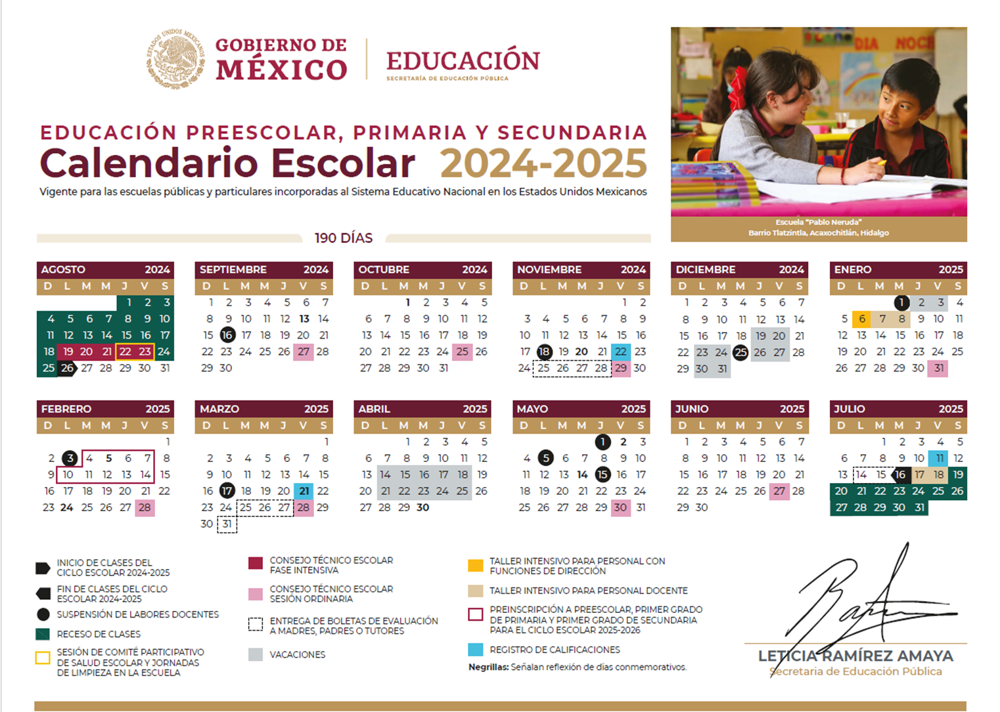 ESTADOS UNIDOS MEXICANOS
GOBIERNO DE
MÉXICO
EDUCACIÓN
SECRETARÍA DE EDUCACIÓN PÚBLICA
DIA NOCH
EDUCACIÓN PREESCOLAR, PRIMARIA Y SECUNDARIA
Calendario Escolar 2024-2025
Vigente para las escuelas públicas y particulares incorporadas al Sistema Educativo Nacional en los Estados Unidos Mexicanos
Escuela “Pablo Neruda”
Barrio Tlatzintla, Acaxochitlán, Hidalgo
190 DÍAS
AGOSTO 2024
D L M M J V S
1 2 3
4 5 6 7 8 9 10
11 12 13 14 15 16 17
18 19 20 21 22 23 24
25 26 27 28 29 30 31
SEPTIEMBRE 2024
D L M M J V S
1 2 3 4 5 6 7
8 9 10 11 12 13 14
15 16 17 18 19 20 21
22 23 24 25 26 27 28
29 30
OCTUBRE 2024
D L M M J V S
1 2 3 4 5
6 7 8 9 10 11 12
13 14 15 16 17 18 19
20 21 22 23 24 25 26
27 28 29 30 31
NOVIEMBRE 2024
D L M M J V S
1 2
3 4 5 6 7 8 9
10 11 12 13 14 15 16
17 18 19 20 21 22 23
24 25 26 27 28 29 30
DICIEMBRE 2024
D L M M J V S
1 2 3 4 5 6 7
8 9 10 11 12 13 14
15 16 17 18 19 20 21
22 23 24 25 26 27 28
29 30 31
ENERO 2025
D L M M J V S
1 2 3 4
5 6 7 8 9 10 11
12 13 14 15 16 17 18
19 20 21 22 23 24 25
26 27 28 29 30 31
FEBRERO 2025
D L M M J V S
1
2 3 4 5 6 7 8
9 10 11 12 13 14 15
16 17 18 19 20 21 22
23 24 25 26 27 28
MARZO 2025
D L M M J V S
1
2 3 4 5 6 7 8
9 10 11 12 13 14 15
16 17 18 19 20 21 22
23 24 25 26 27 28 29
30 31
ABRIL 2025
D L M M J V S
1 2 3 4 5
6 7 8 9 10 11 12
13 14 15 16 17 18 19
20 21 22 23 24 25 26
27 28 29 30
MAYO 2025
D L M M J V S
1 2 3
4 5 6 7 8 9 10
11 12 13 14 15 16 17
18 19 20 21 22 23 24
25 26 27 28 29 30 31
JUNIO 2025
D L M M J V S
1 2 3 4 5 6 7
8 9 10 11 12 13 14
15 16 17 18 19 20 21
22 23 24 25 26 27 28
29 30
JULIO 2025
D L M M J V S
1 2 3 4 5
6 7 8 9 10 11 12
13 14 15 16 17 18 19
20 21 22 23 24 25 26
27 28 29 30 31
INICIO DE CLASES DEL
CICLO ESCOLAR 2024-2025
FIN DE CLASES DEL CICLO
ESCOLAR 2024-2025
SUSPENSIÓN DE LABORES DOCENTES
RECESO DE CLASES
SESIÓN DE COMITÉ PARTICIPATIVO
DE SALUD ESCOLAR Y JORNADAS
DE LIMPIEZA EN LA ESCUELA
CONSEJO TÉCNICO ESCOLAR
FASE INTENSIVA
CONSEJO TÉCNICO ESCOLAR
SESIÓN ORDINARIA
ENTREGA DE BOLETAS DE EVALUACIÓN
A MADRES, PADRES O TUTORES
VACACIONES
TALLER INTENSIVO PARA PERSONAL CON
FUNCIONES DE DIRECCIÓN
TALLER INTENSIVO PARA PERSONAL DOCENTE
PREINSCRIPCIÓN A PREESCOLAR, PRIMER GRADO
DE PRIMARIA Y PRIMER GRADO DE SECUNDARIA
PARA EL CICLO ESCOLAR 2025-2026
REGISTRO DE CALIFICACIONES
Negrillas: Señalan reflexión de días conmemorativos.
LETICIA RAMÍREZ AMAYA
Secretaria de Educación Pública